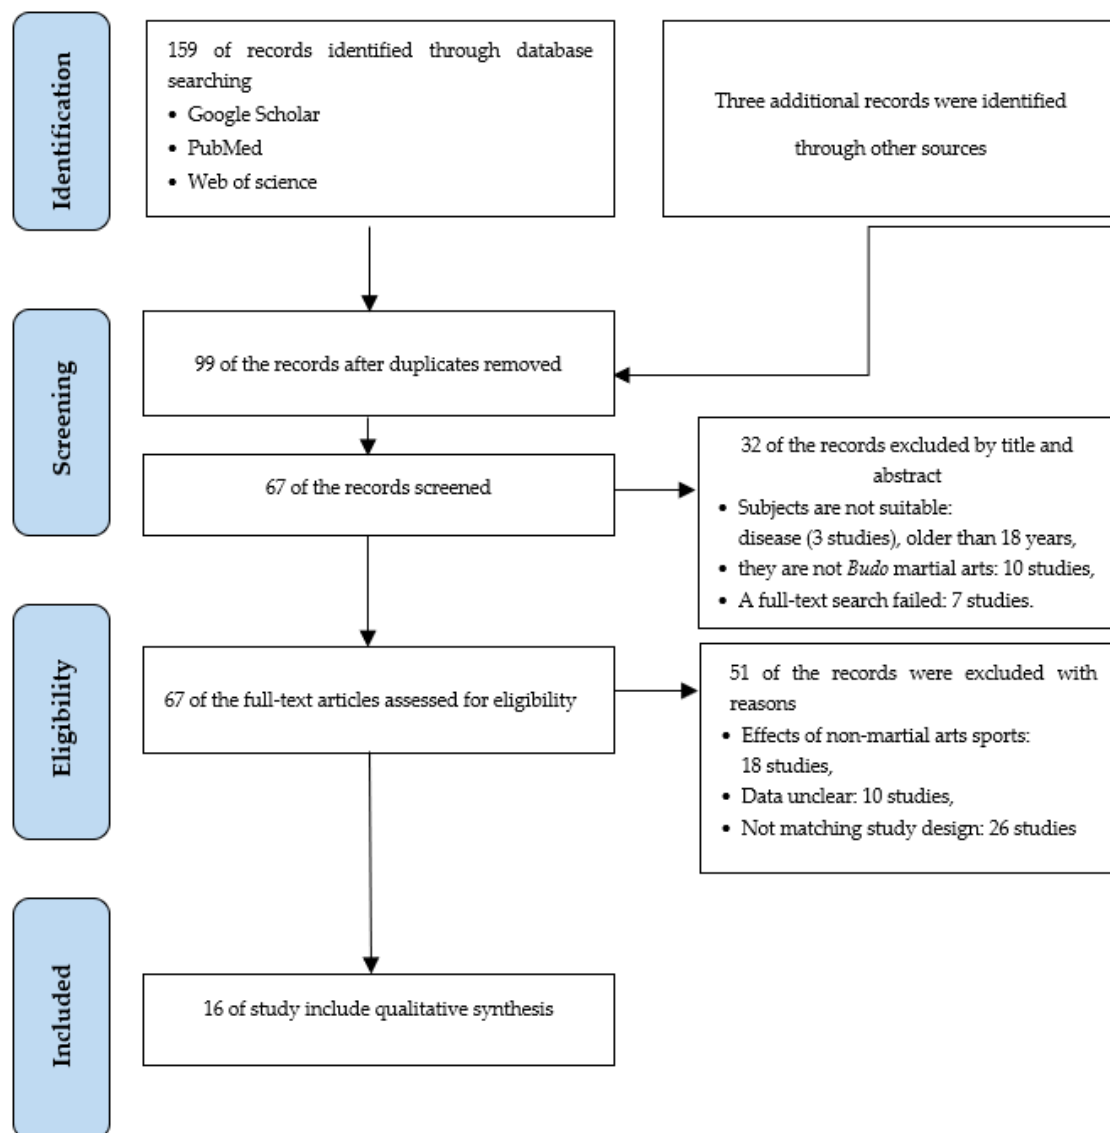 Identification
159 of records identified through database
searching
• Google Scholar
• PubMed
• Web of science
Three additional records were identified
through other sources
Screening
99 of the records after duplicates removed
67 of the records screened
32 of the records excluded by title and
abstract
• Subjects are not suitable:
disease (3 studies), older than 18 years,
• they are not Budo martial arts: 10 studies,
• A full-text search failed: 7 studies.
Eligibility
67 of the full-text articles assessed for eligibility
51 of the records were excluded with
reasons
• Effects of non-martial arts sports:
18 studies,
• Data unclear: 10 studies,
• Not matching study design: 26 studies
Included
16 of study include qualitative synthesis